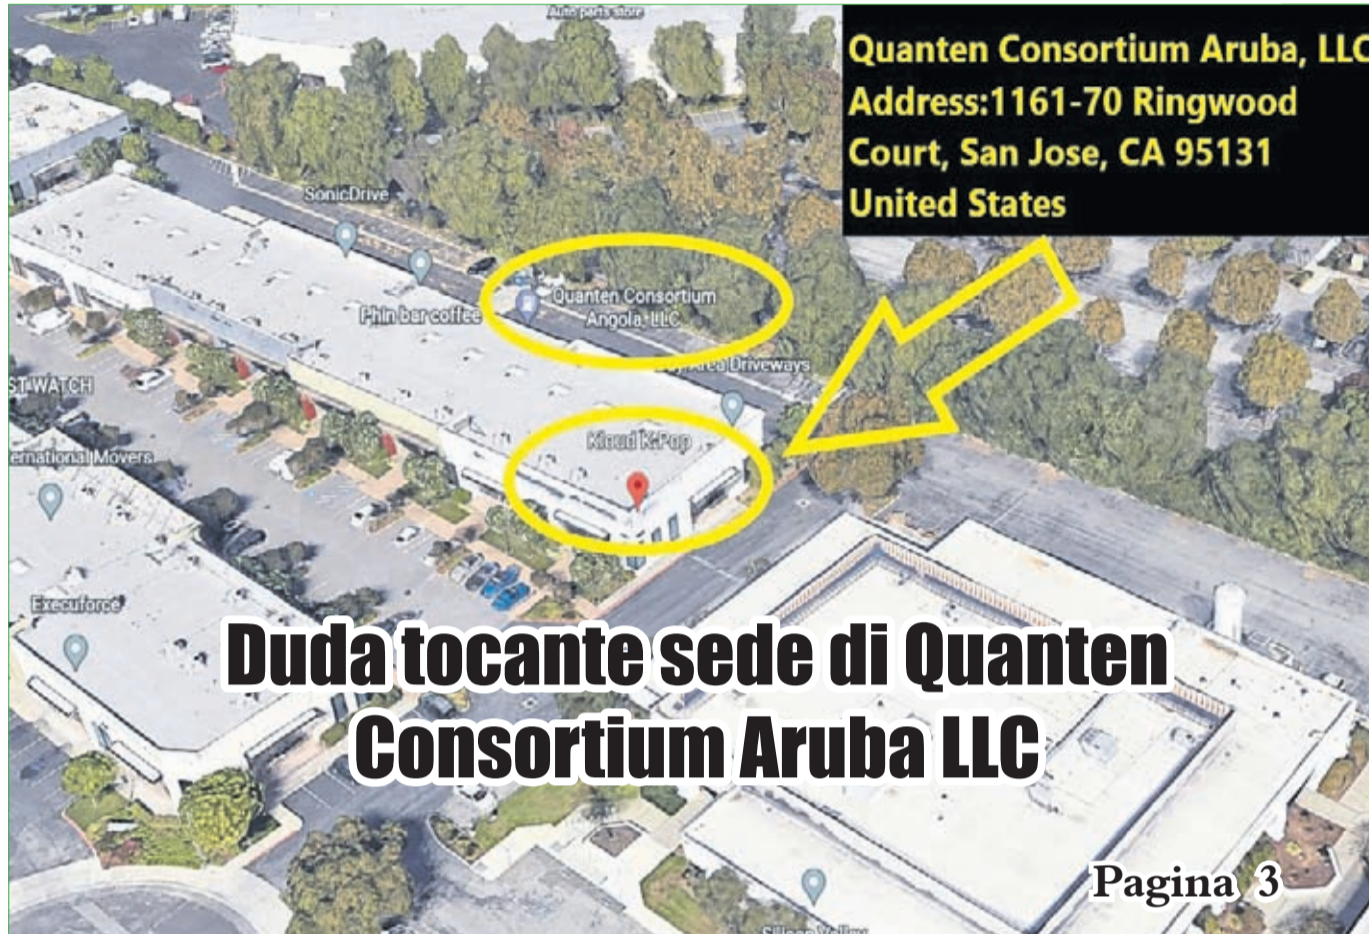 Auto parts store
Quanten Consortium Aruba, LLC
Address:1161-70 Ringwood
Court, San Jose, CA 95131
United States
SonicDrive
Quanten Consortium
Angola, LLC
Phin bar coffee
Area Driveways
ST WATCH
Kloud K-Pop
ernational Movers
Execuforce
Duda tocante sede di Quanten
Consortium Aruba LLC
Pagina 3
Silicon Valley